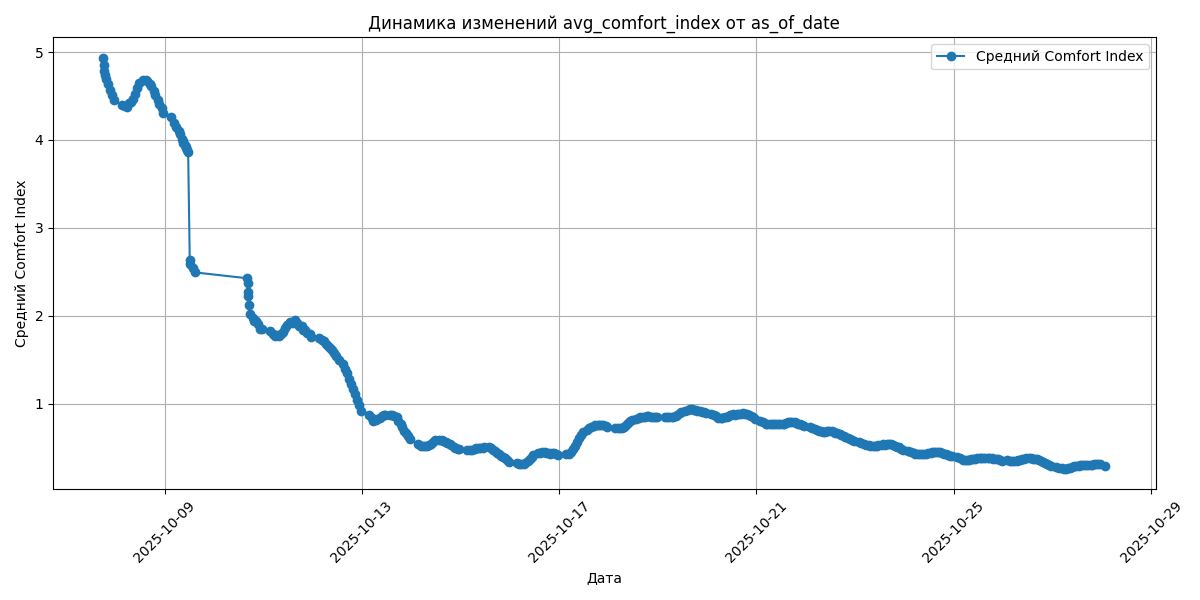 Динамика изменений avg_comfort_index от as_of_date
Средний Comfort Index
5
4
3
2
1
Средний Comfort Index
2025-10-09
2025-10-13
2025-10-17
2025-10-21
2025-10-25
2025-10-29
Дата